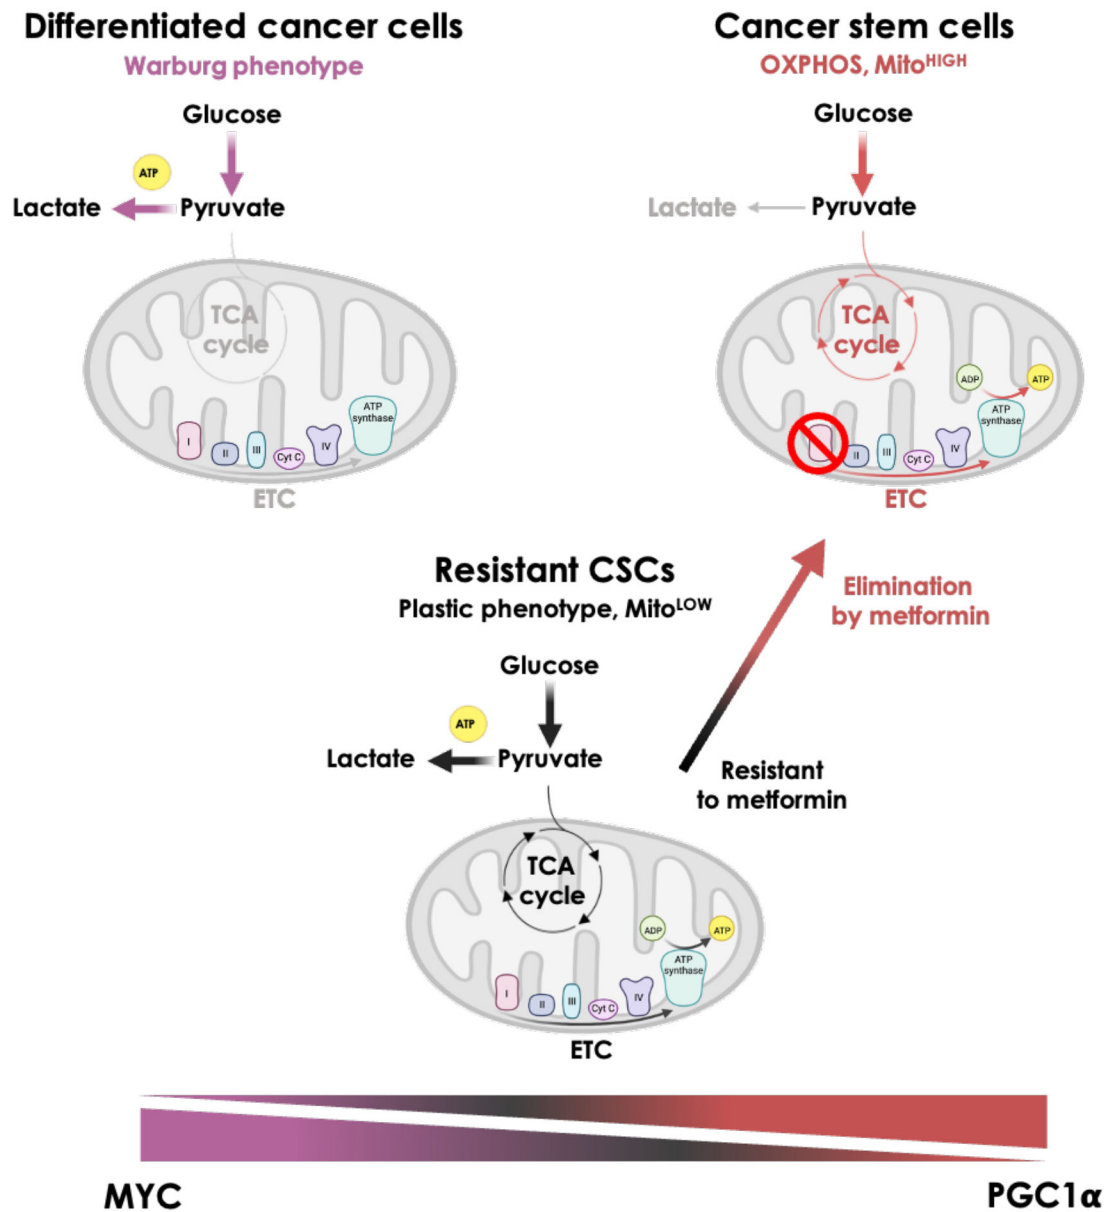 Differentiated cancer cells
Warburg phenotype
Glucose
ATP
Lactate
Pyruvate
TCA
cycle
ATP
synthase
I
II
III
Cyt C
IV
ETC
Cancer stem cells
OXPHOS, MitoHIGH
Glucose
Lactate
Pyruvate
TCA
cycle
ADP
ATP
ATP
synthase
II
III
Cyt C
IV
ETC
Elimination
by metformin
Resistant
to metformin
Resistant CSCs
Plastic phenotype, MitoLOW
Glucose
ATP
Lactate
Pyruvate
TCA
cycle
ADP
ATP
ATP
synthase
I
II
III
Cyt C
IV
ETC
MYC
PGC1α